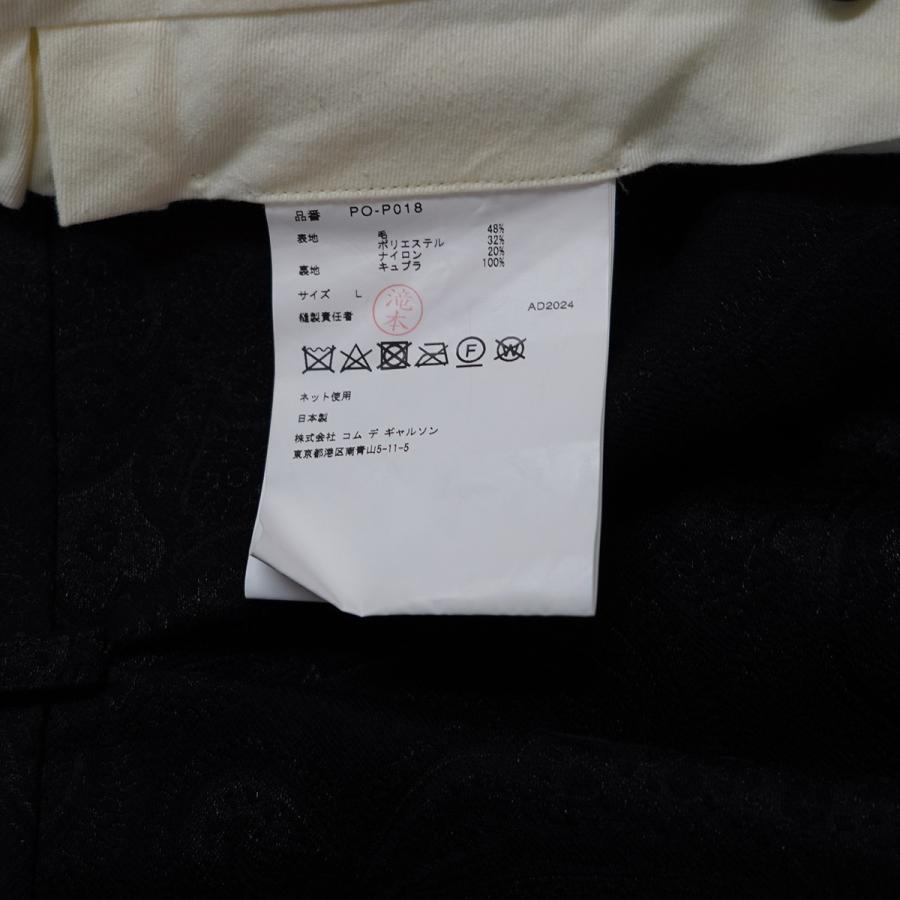 品番 PO-P018
表地 毛 48%
ポリエステル 32%
ナイロン 20%
裏地 キュプラ 100%
サイズ L
縫製責任者 滝本
AD2024
F W
ネット使用
日本製
株式会社 コム デ ギャルソン
東京都港区南青山5-11-5